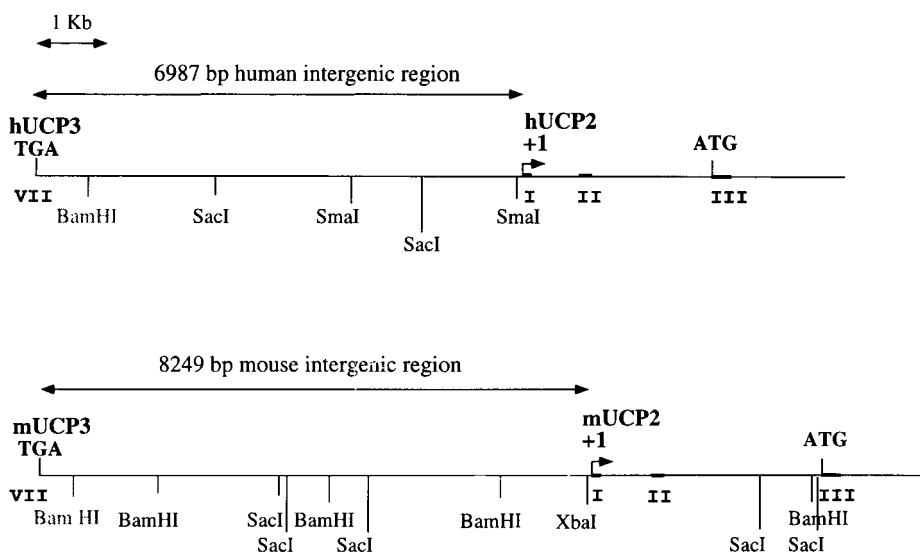 1 Kb
6987 bp human intergenic region
hUCP3 hUCP2
TGA +1 ATG
VII I II III
BamHI SacI SmaI SmaI
SacI
8249 bp mouse intergenic region
mUCP3 mUCP2
TGA +1 ATG
VII I II III
Bam HI BamHI SacI BamHI BamHI XbaI BamHI
SacI SacI SacI SacI